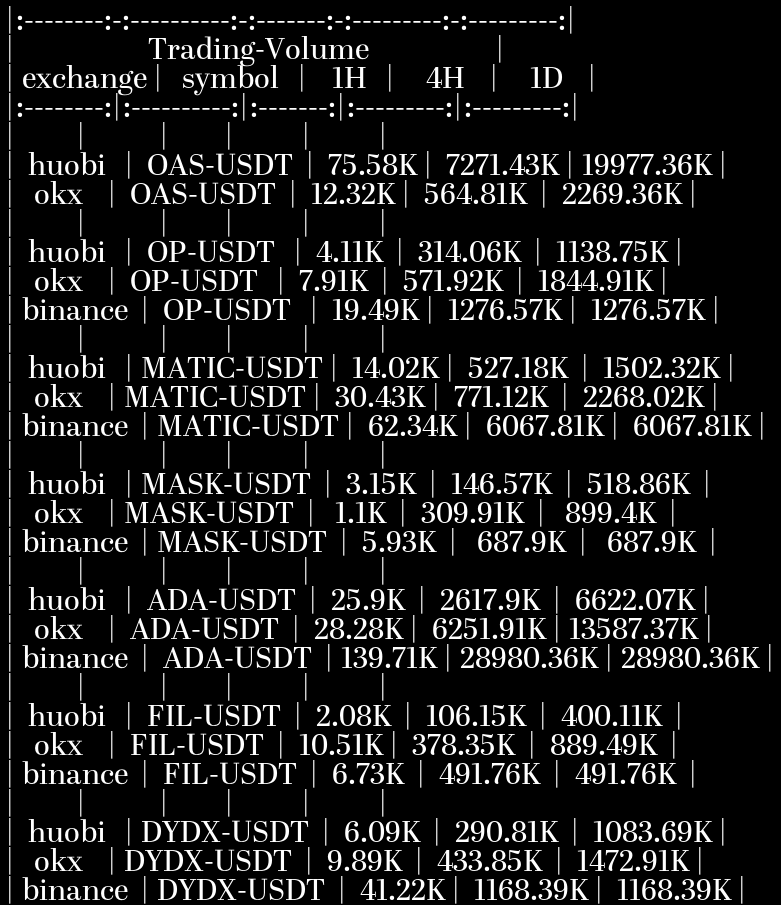 |:--------:-:----------:-:-------:-:---------:-:---------:|
| Trading-Volume |
| exchange | symbol | 1H | 4H | 1D |
|:--------:|:----------:|:-------:|:---------:|:---------:|
| | | | | |
| huobi | OAS-USDT | 75.58K | 7271.43K | 19977.36K |
| okx | OAS-USDT | 12.32K | 564.81K | 2269.36K |
| | | | | |
| huobi | OP-USDT | 4.11K | 314.06K | 1138.75K |
| okx | OP-USDT | 7.91K | 571.92K | 1844.91K |
| binance | OP-USDT | 19.49K | 1276.57K | 1276.57K |
| | | | | |
| huobi | MATIC-USDT | 14.02K | 527.18K | 1502.32K |
| okx | MATIC-USDT | 30.43K | 771.12K | 2268.02K |
| binance | MATIC-USDT | 62.34K | 6067.81K | 6067.81K |
| | | | | |
| huobi | MASK-USDT | 3.15K | 146.57K | 518.86K |
| okx | MASK-USDT | 1.1K | 309.91K | 899.4K |
| binance | MASK-USDT | 5.93K | 687.9K | 687.9K |
| | | | | |
| huobi | ADA-USDT | 25.9K | 2617.9K | 6622.07K |
| okx | ADA-USDT | 28.28K | 6251.91K | 13587.37K |
| binance | ADA-USDT | 139.71K | 28980.36K | 28980.36K |
| | | | | |
| huobi | FIL-USDT | 2.08K | 106.15K | 400.11K |
| okx | FIL-USDT | 10.51K | 378.35K | 889.49K |
| binance | FIL-USDT | 6.73K | 491.76K | 491.76K |
| | | | | |
| huobi | DYDX-USDT | 6.09K | 290.81K | 1083.69K |
| okx | DYDX-USDT | 9.89K | 433.85K | 1472.91K |
| binance | DYDX-USDT | 41.22K | 1168.39K | 1168.39K |